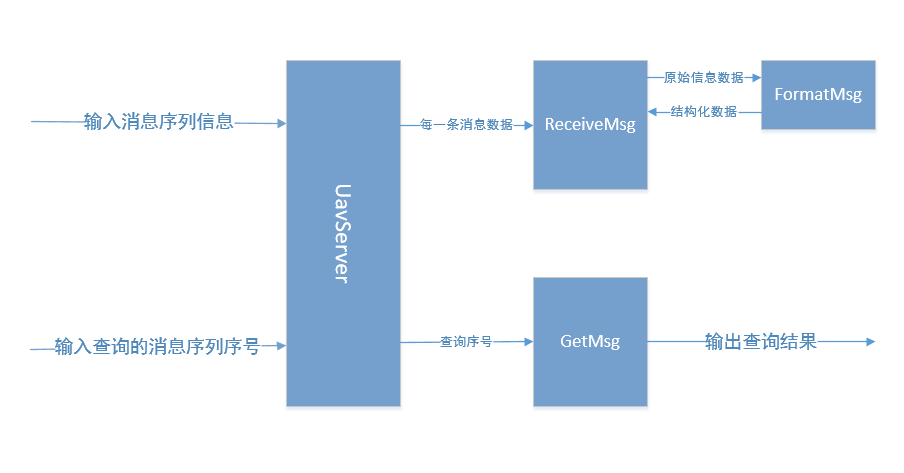 输入消息序列信息
UavServer
每一条消息数据
ReceiveMsg
原始信息数据
结构化数据
FormatMsg
输入查询的消息序列序号
查询序号
GetMsg
输出查询结果